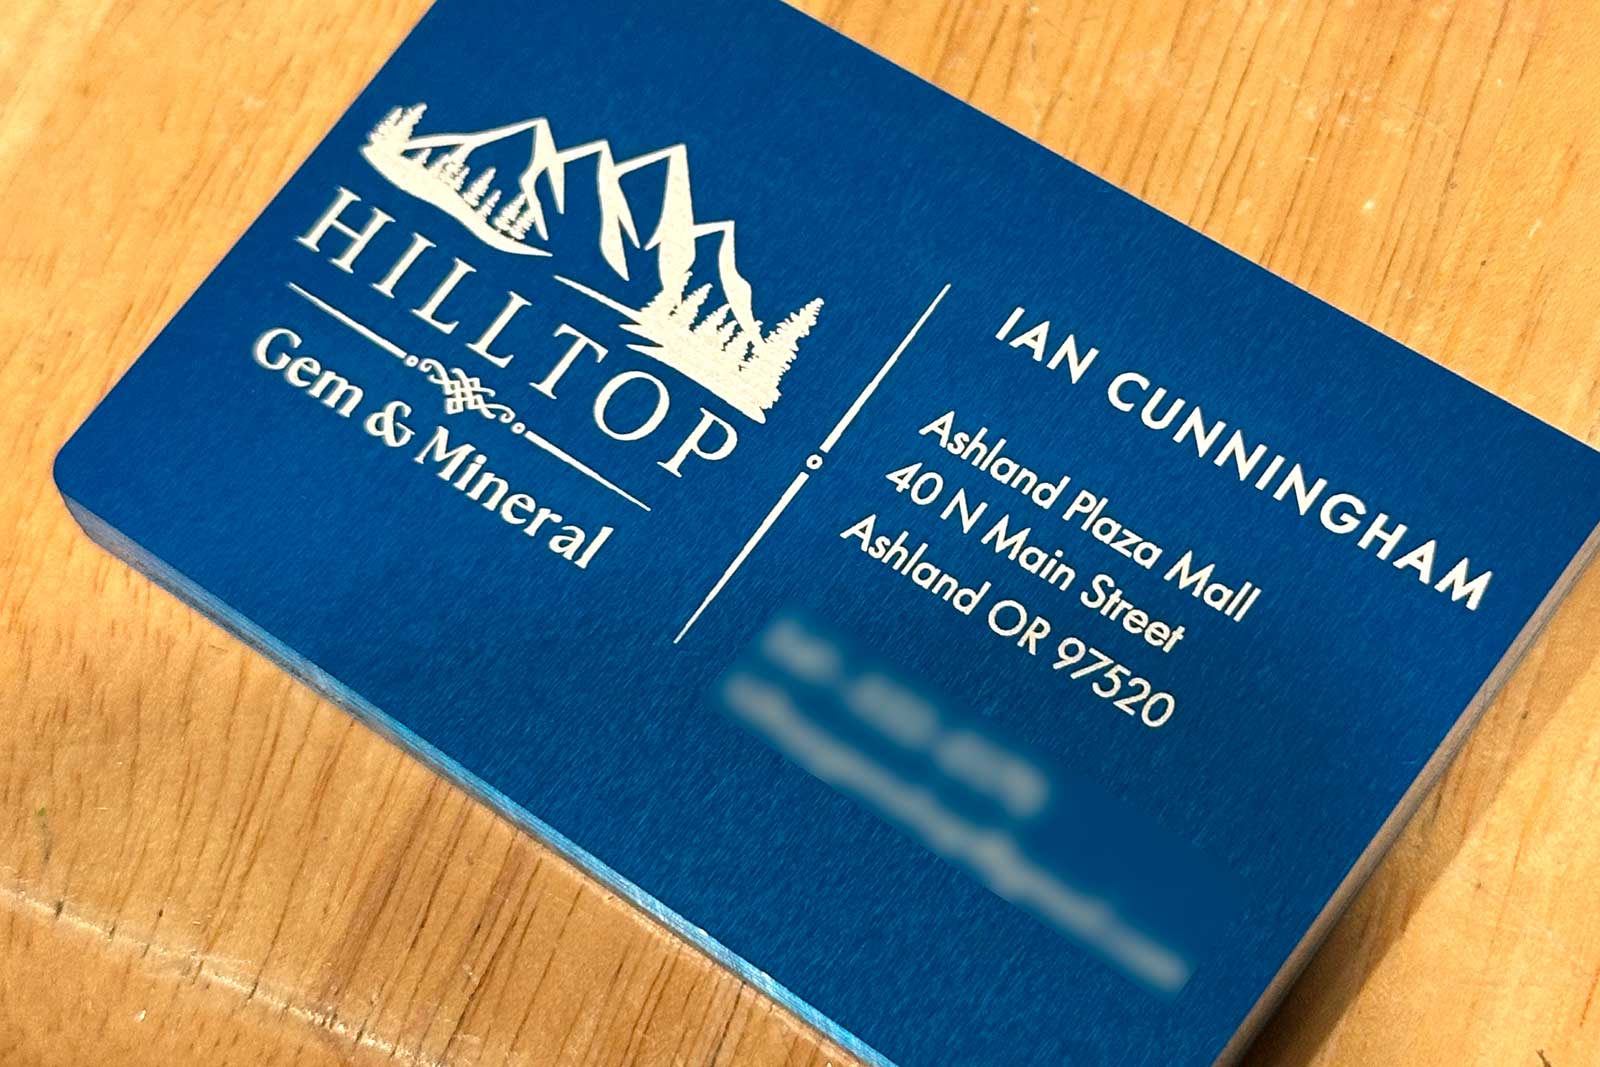 HILLTOP
Gem & Mineral
IAN CUNNINGHAM
Ashland Plaza Mall
40 N Main Street
Ashland OR 97520